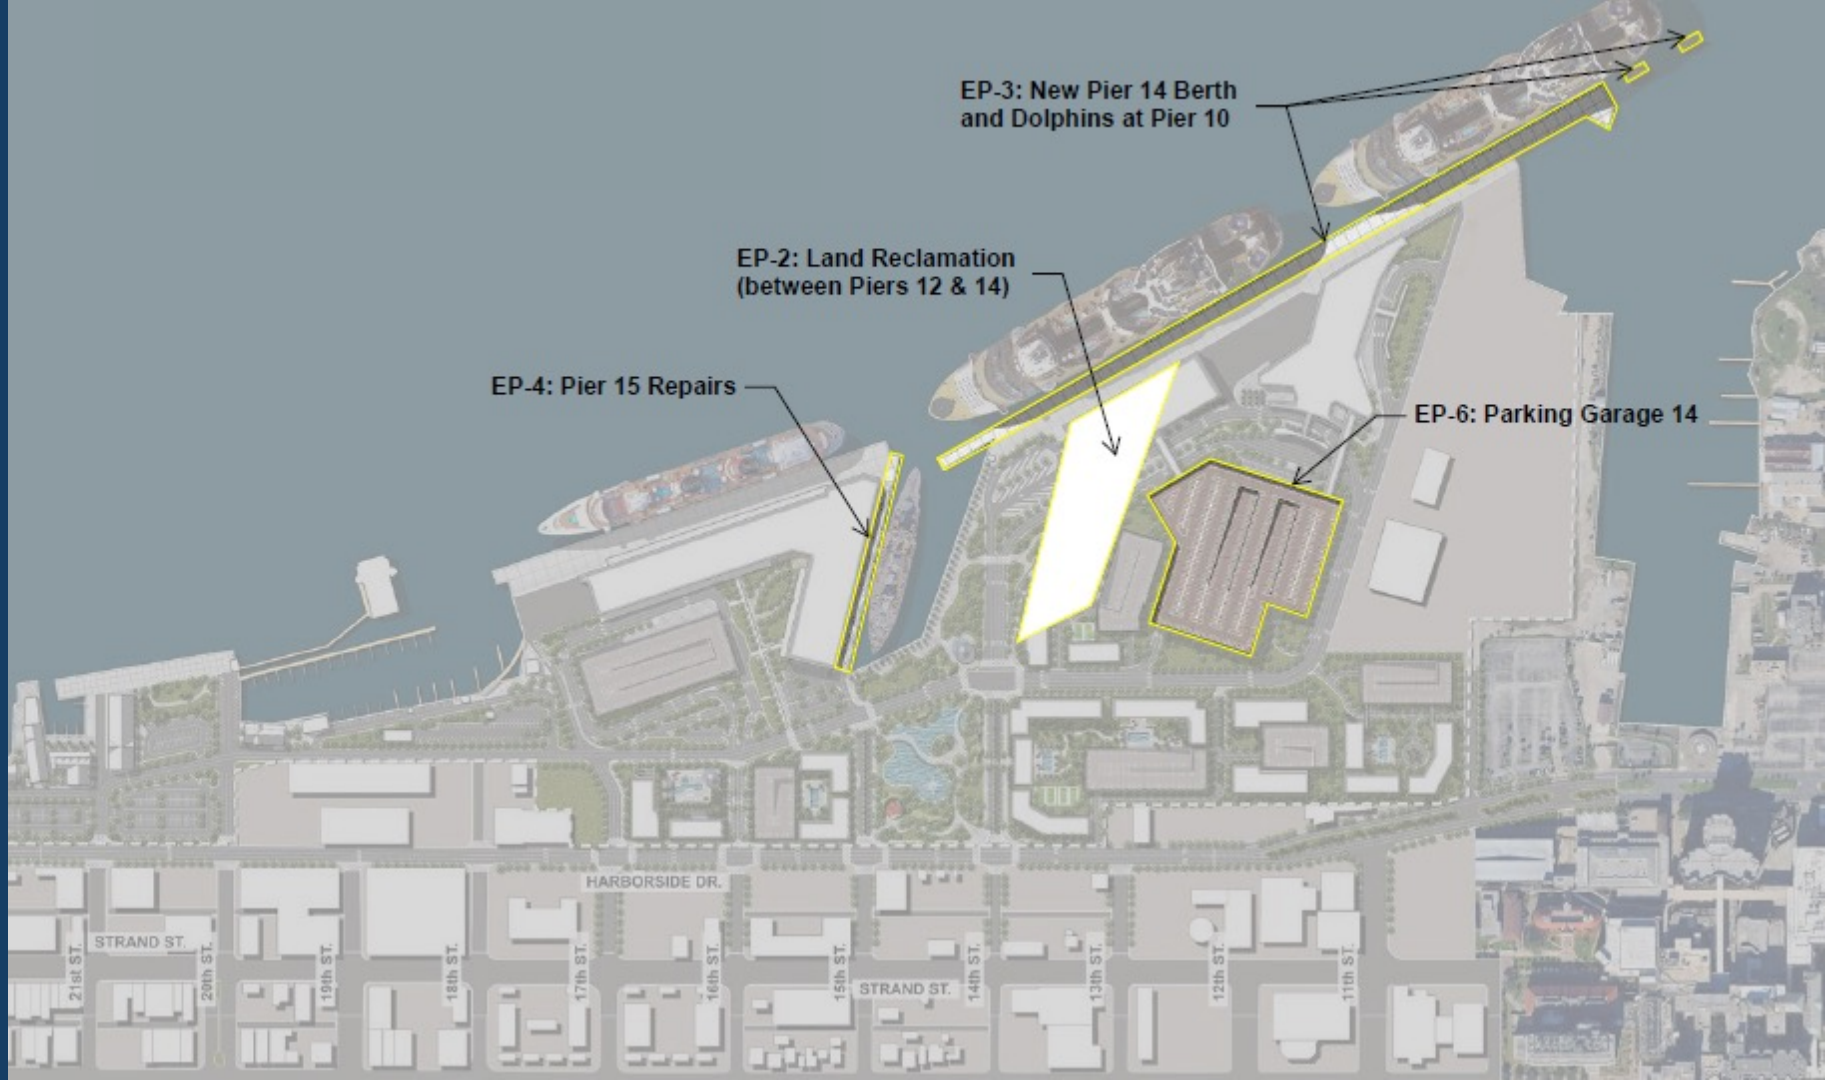 EP-3: New Pier 14 Berth
and Dolphins at Pier 10
EP-2: Land Reclamation
(between Piers 12 & 14)
EP-4: Pier 15 Repairs
EP-6: Parking Garage 14
HARBORSIDE DR.
STRAND ST.
STRAND ST.
21st ST.
20th ST.
19th ST.
18th ST.
17th ST.
16th ST.
15th ST.
14th ST.
13th ST.
12th ST.
11th ST.